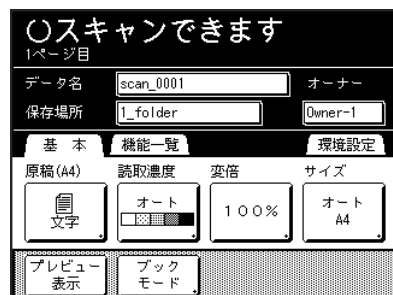 ○スキャンできます
1ページ目
データ名 scan_0001 オーナー
保存場所 1_folder Owner-1
基 本 機能一覧 環境設定
原稿(A4) 読取濃度 変倍 サイズ
文字 オート 100% オート
A4
プレビュー ブック
表示 モード